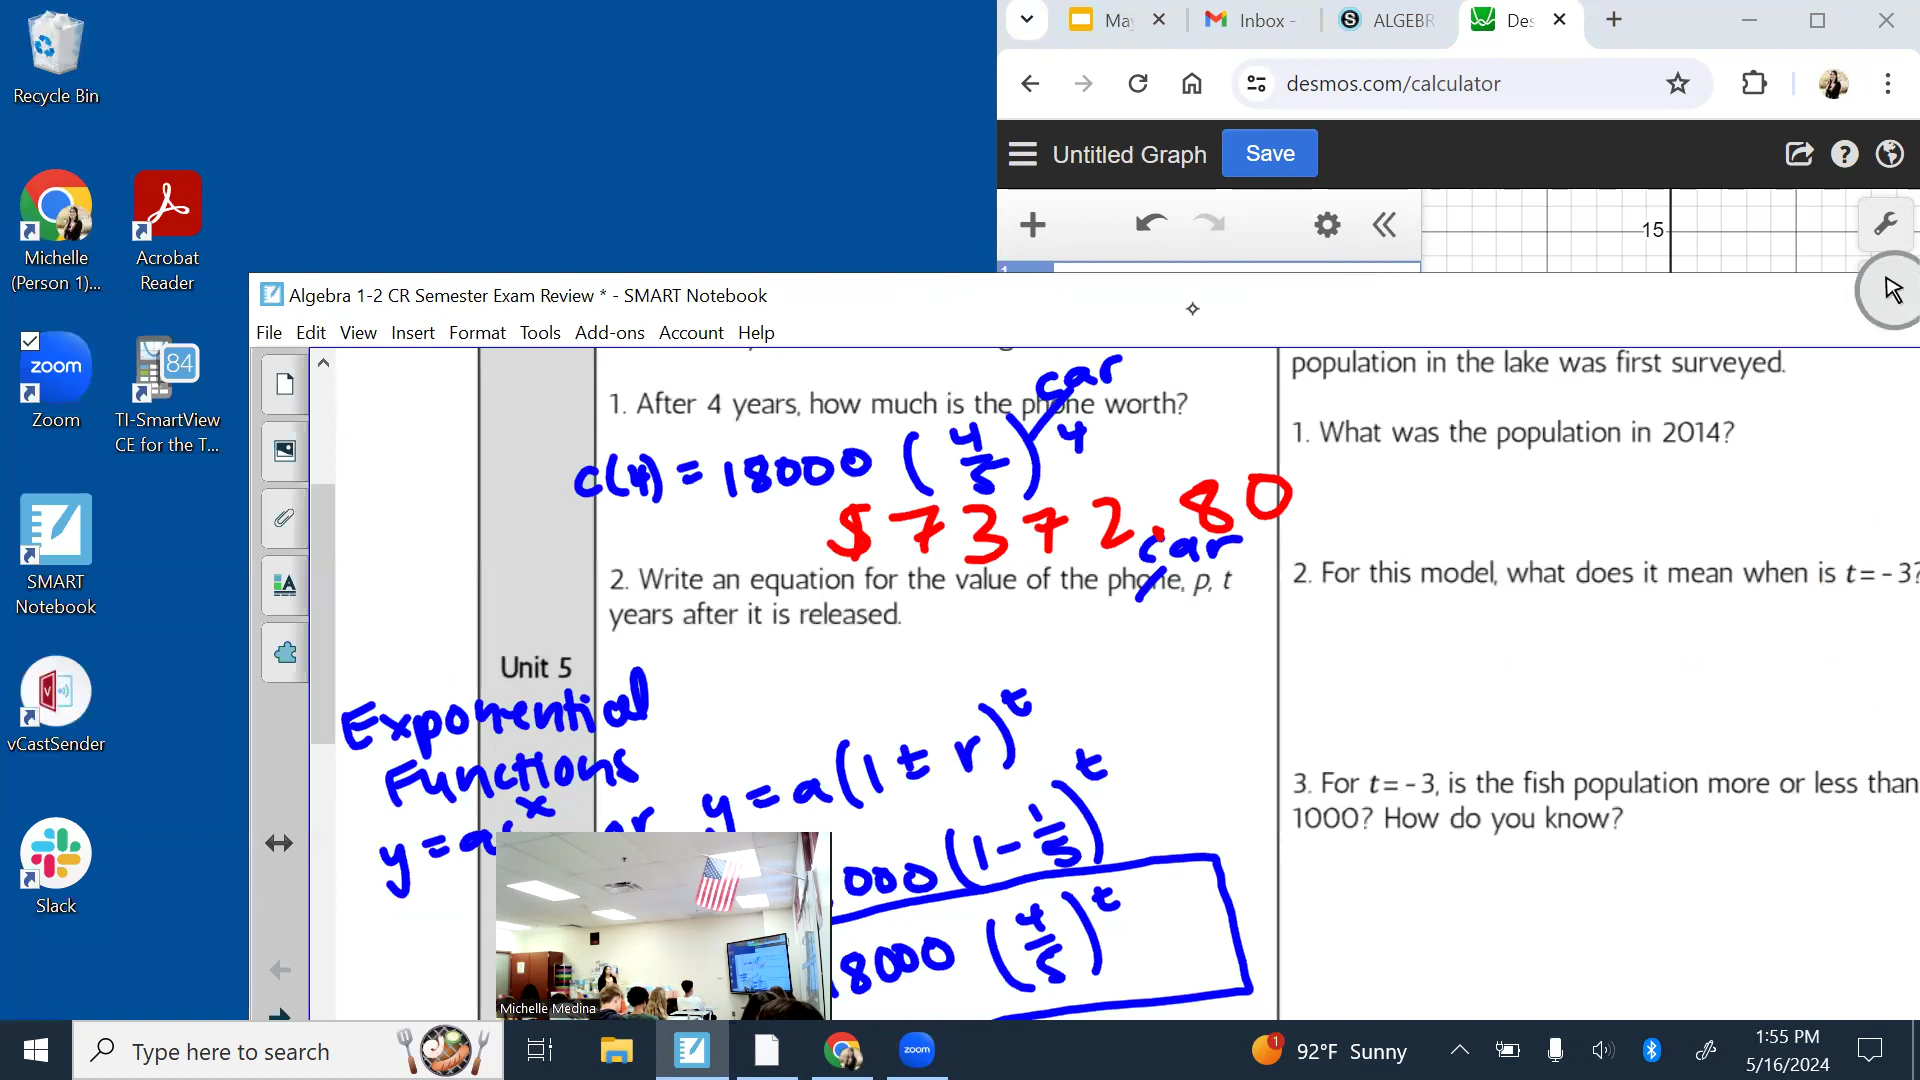 Recycle Bin
Michelle (Person 1)...
Acrobat Reader
zoom
Zoom
84
TI-SmartView CE for the T...
SMART Notebook
vCastSender
Slack
Inbox -
ALGEBR
Des
desmos.com/calculator
Untitled Graph
Save
15
1
Algebra 1-2 CR Semester Exam Review * - SMART Notebook
File Edit View Insert Format Tools Add-ons Account Help
car
1. After 4 years, how much is the phone worth?
c(4) = 18000 (4/5)^4
$7372.80
car
2. Write an equation for the value of the phone, p, t
years after it is released.
Unit 5
Exponential
Functions
y = a(1 ± r)^t
000(1 - 1/5)^t
8000 (4/5)^t
population in the lake was first surveyed.
1. What was the population in 2014?
2. For this model, what does it mean when is t = -3?
3. For t = -3, is the fish population more or less than
1000? How do you know?
Michelle Medina
Type here to search
zoom
1
92°F Sunny
1:55 PM
5/16/2024